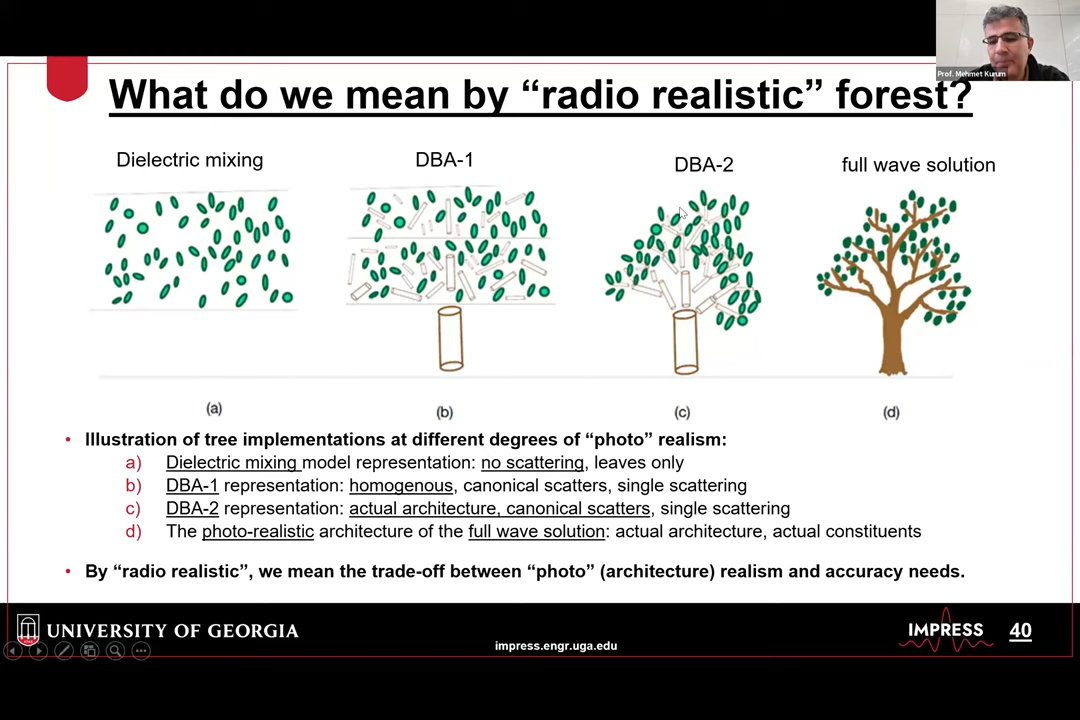 Prof. Mehmet Kurum
What do we mean by “radio realistic” forest?
Dielectric mixing
DBA-1
DBA-2
full wave solution
(a)
(b)
(c)
(d)
• Illustration of tree implementations at different degrees of “photo” realism:
a) Dielectric mixing model representation: no scattering, leaves only
b) DBA-1 representation: homogenous, canonical scatters, single scattering
c) DBA-2 representation: actual architecture, canonical scatters, single scattering
d) The photo-realistic architecture of the full wave solution: actual architecture, actual constituents
• By “radio realistic”, we mean the trade-off between “photo” (architecture) realism and accuracy needs.
UNIVERSITY OF GEORGIA
impress.engr.uga.edu
IMPRESS
40